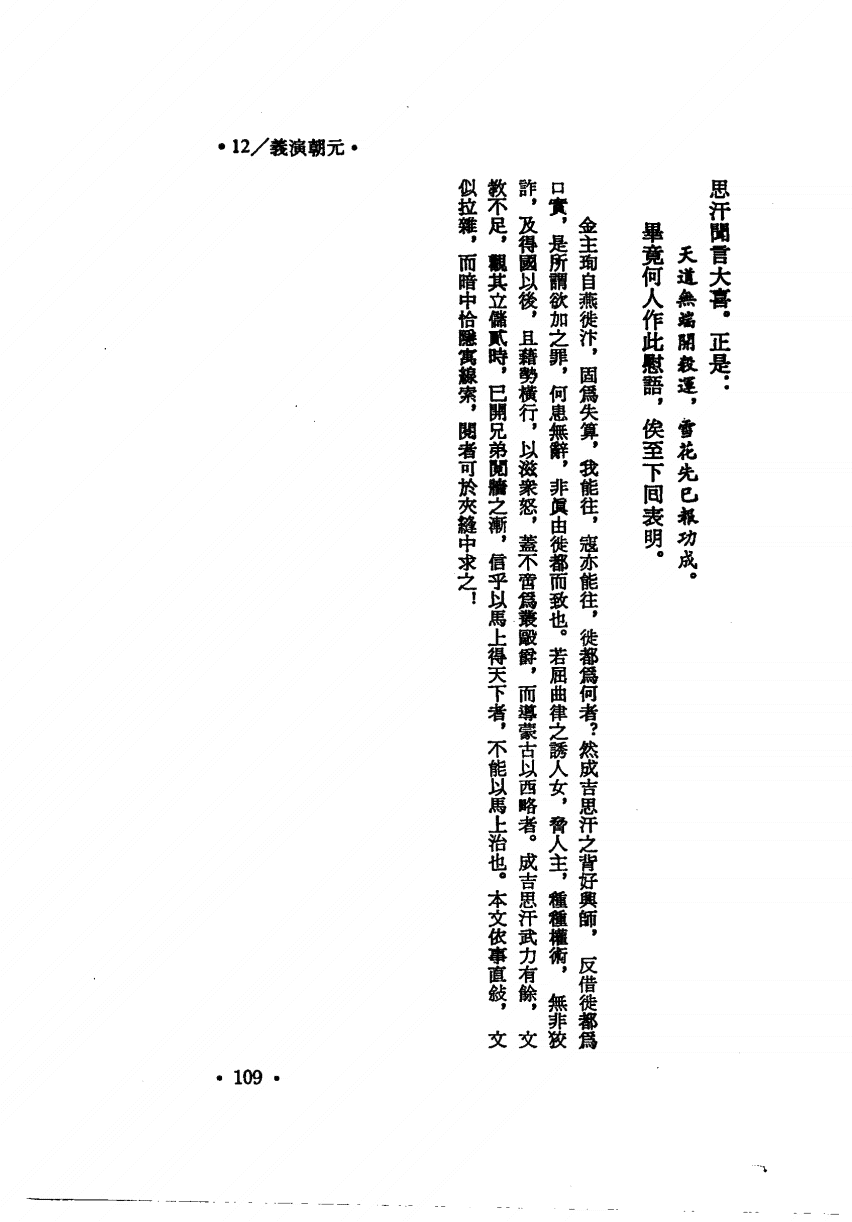 •12／義演朝元•
思汗聞言大喜。正是：
天道無端開殺運，雪花先已報功成。
畢竟何人作此慰語，俟至下回表明。
金主珣自燕徙汴，固爲失算，我能往，寇亦能往，徙都爲何者？然成吉思汗之背好興師，反借徙都爲
口實，是所謂欲加之罪，何患無辭，非眞由徙都而致也。若屈曲律之誘人女，脅人主，種種權術，無非狡
詐，及得國以後，且藉勢橫行，以滋衆怒，蓋不啻爲叢毆爵，而導蒙古以西略者。成吉思汗武力有餘，文
教不足，觀其立儲貳時，已開兄弟鬩牆之漸，信乎以馬上得天下者，不能以馬上治也。本文依事直敍，文
似拉雜，而暗中恰隱寓線索，閱者可於夾縫中求之！
•109•